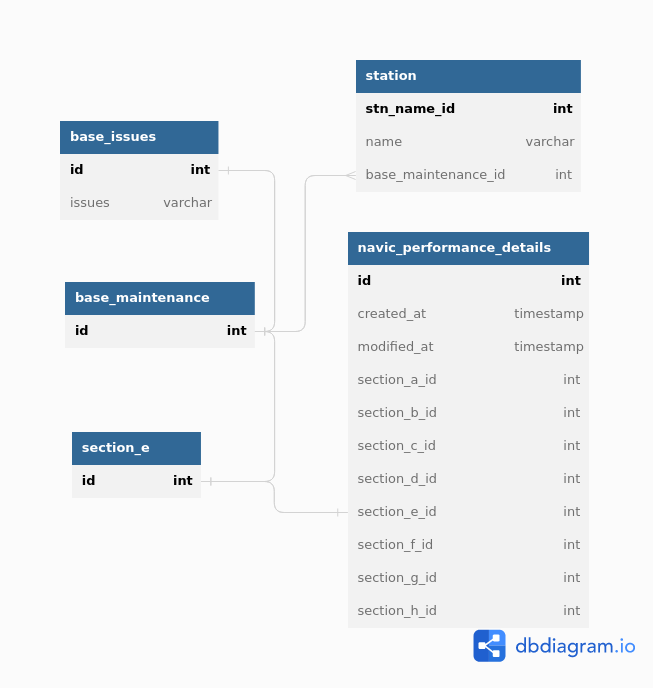 station
stn_name_id int
name varchar
base_maintenance_id int
base_issues
id int
issues varchar
navic_performance_details
id int
created_at timestamp
modified_at timestamp
section_a_id int
section_b_id int
section_c_id int
section_d_id int
section_e_id int
section_f_id int
section_g_id int
section_h_id int
base_maintenance
id int
section_e
id int
dbdiagram.io